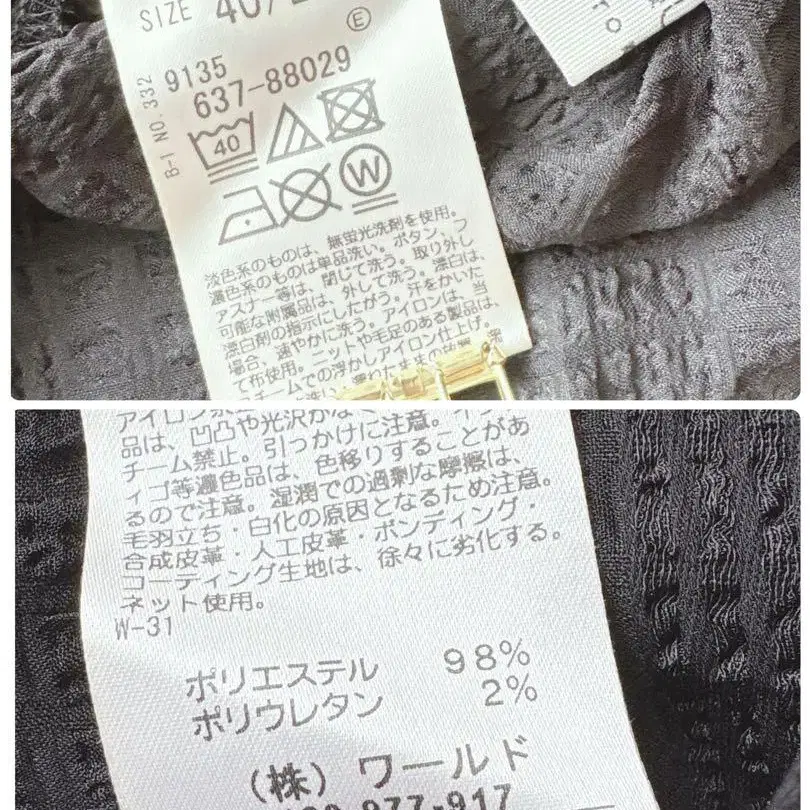 SIZE 40
E
B-1 NO.332
9135
637-88029
40
W
淡色系のものは、無蛍光洗剤を使用。
濃色系のものは単品洗い。ボタン、フ
ァスナー等は、閉じて洗う。取り外し
可能な附属品は、外して洗う。漂白は、
漂白剤の指示にしたがう。汗をかいた
場合、速やかに洗う。アイロンは、当
て布使用。ニットや毛足のある製品は、
スチームでの浮かしアイロン仕上げ。
品は、凹凸や光沢が
チーム禁止。引っかけに注意。
ィゴ等濃色品は、色移りすることがあ
るので注意。湿潤での過剰な摩擦は、
毛羽立ち・白化の原因となるため注意。
合成皮革・人工皮革・ボンディング・
コーティング生地は、徐々に劣化する。
ネット使用。
W-31
ポリエステル 98%
ポリウレタン 2%
(株)ワールド
977-917